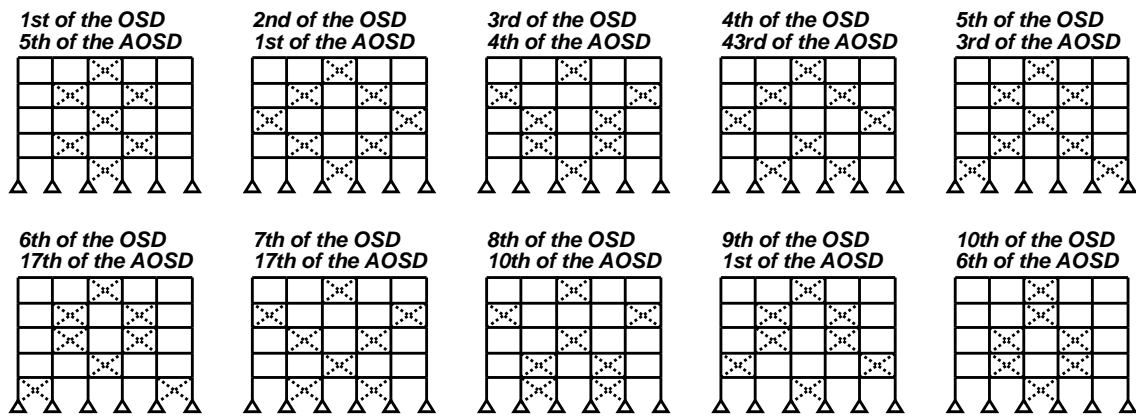 1st of the OSD
5th of the AOSD
2nd of the OSD
1st of the AOSD
3rd of the OSD
4th of the AOSD
4th of the OSD
43rd of the AOSD
5th of the OSD
3rd of the AOSD
6th of the OSD
17th of the AOSD
7th of the OSD
17th of the AOSD
8th of the OSD
10th of the AOSD
9th of the OSD
1st of the AOSD
10th of the OSD
6th of the AOSD